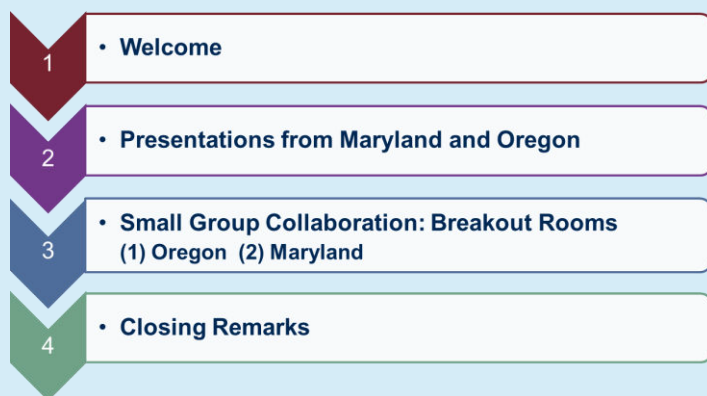 1
• Welcome
2
• Presentations from Maryland and Oregon
3
• Small Group Collaboration: Breakout Rooms
(1) Oregon (2) Maryland
4
• Closing Remarks